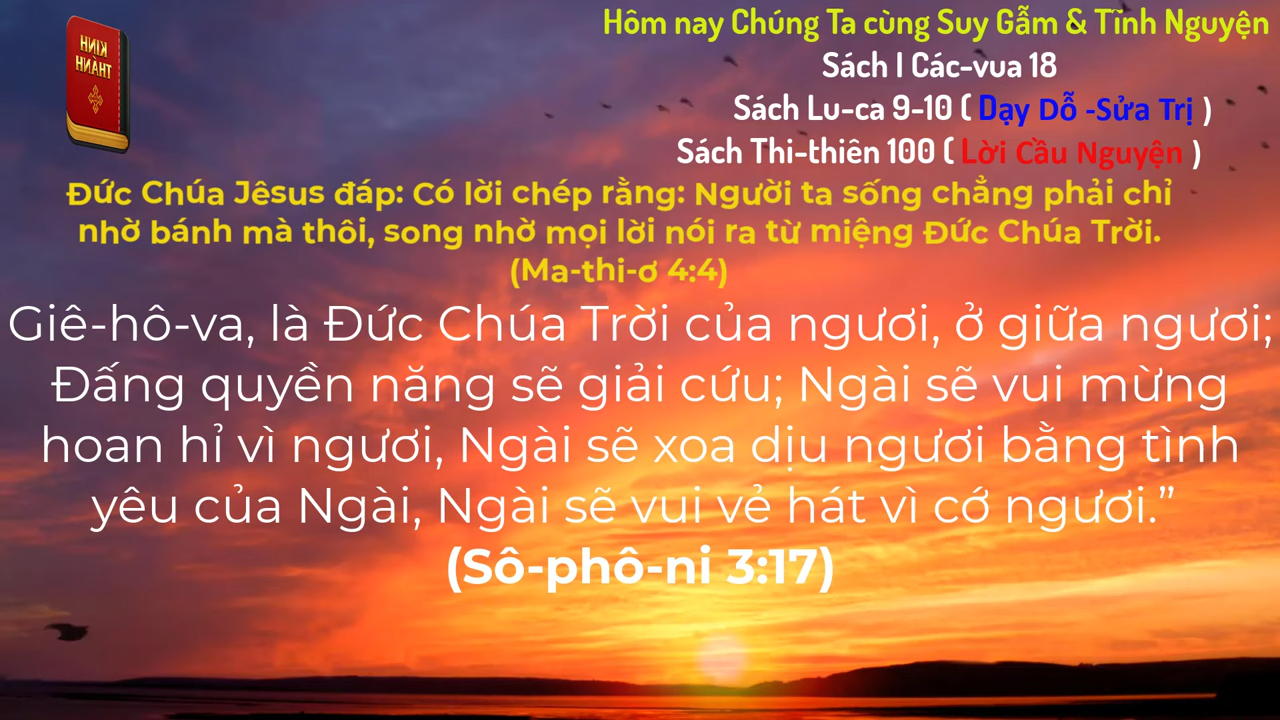 KINH
THÁNH
Hôm nay Chúng Ta cùng Suy Gẫm & Tĩnh Nguyện
Sách I Các-vua 18
Sách Lu-ca 9-10 ( Dạy Dỗ -Sửa Trị )
Sách Thi-thiên 100 ( Lời Cầu Nguyện )
Đức Chúa Jêsus đáp: Có lời chép rằng: Người ta sống chẳng phải chỉ
nhờ bánh mà thôi, song nhờ mọi lời nói ra từ miệng Đức Chúa Trời.
(Ma-thi-ơ 4:4)
Giê-hô-va, là Đức Chúa Trời của ngươi, ở giữa ngươi;
Đấng quyền năng sẽ giải cứu; Ngài sẽ vui mừng
hoan hỉ vì ngươi, Ngài sẽ xoa dịu ngươi bằng tình
yêu của Ngài, Ngài sẽ vui vẻ hát vì cớ ngươi.”
(Sô-phô-ni 3:17)